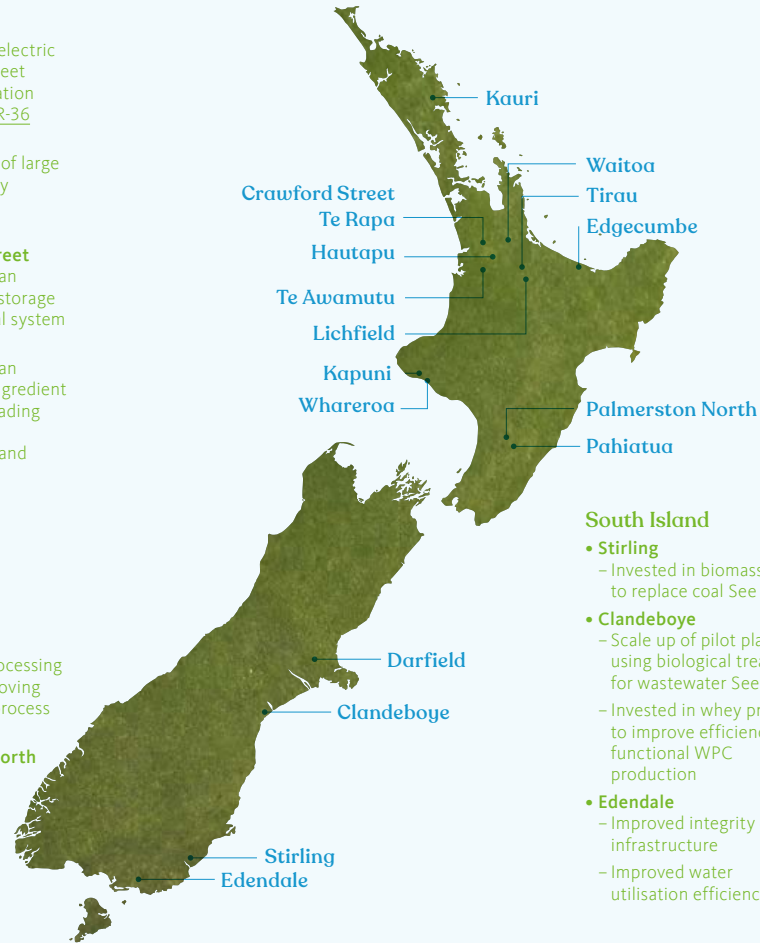 electric
eet
ation
R-36
of large
y
reet
an
storage
al system
an
gredient
ading
and
ocessing
oving
rocess
orth
Kauri
Waitoa
Tirau
Edgecumbe
Crawford Street
Te Rapa
Hautapu
Te Awamutu
Lichfield
Kapuni
Whareroa
Palmerston North
Pahiatua
Darfield
Clandeboye
Stirling
Edendale
South Island
• Stirling
– Invested in biomass
to replace coal See
• Clandeboye
– Scale up of pilot pla
using biological trea
for wastewater See
– Invested in whey pr
to improve efficienc
functional WPC
production
• Edendale
– Improved integrity
infrastructure
– Improved water
utilisation efficienc